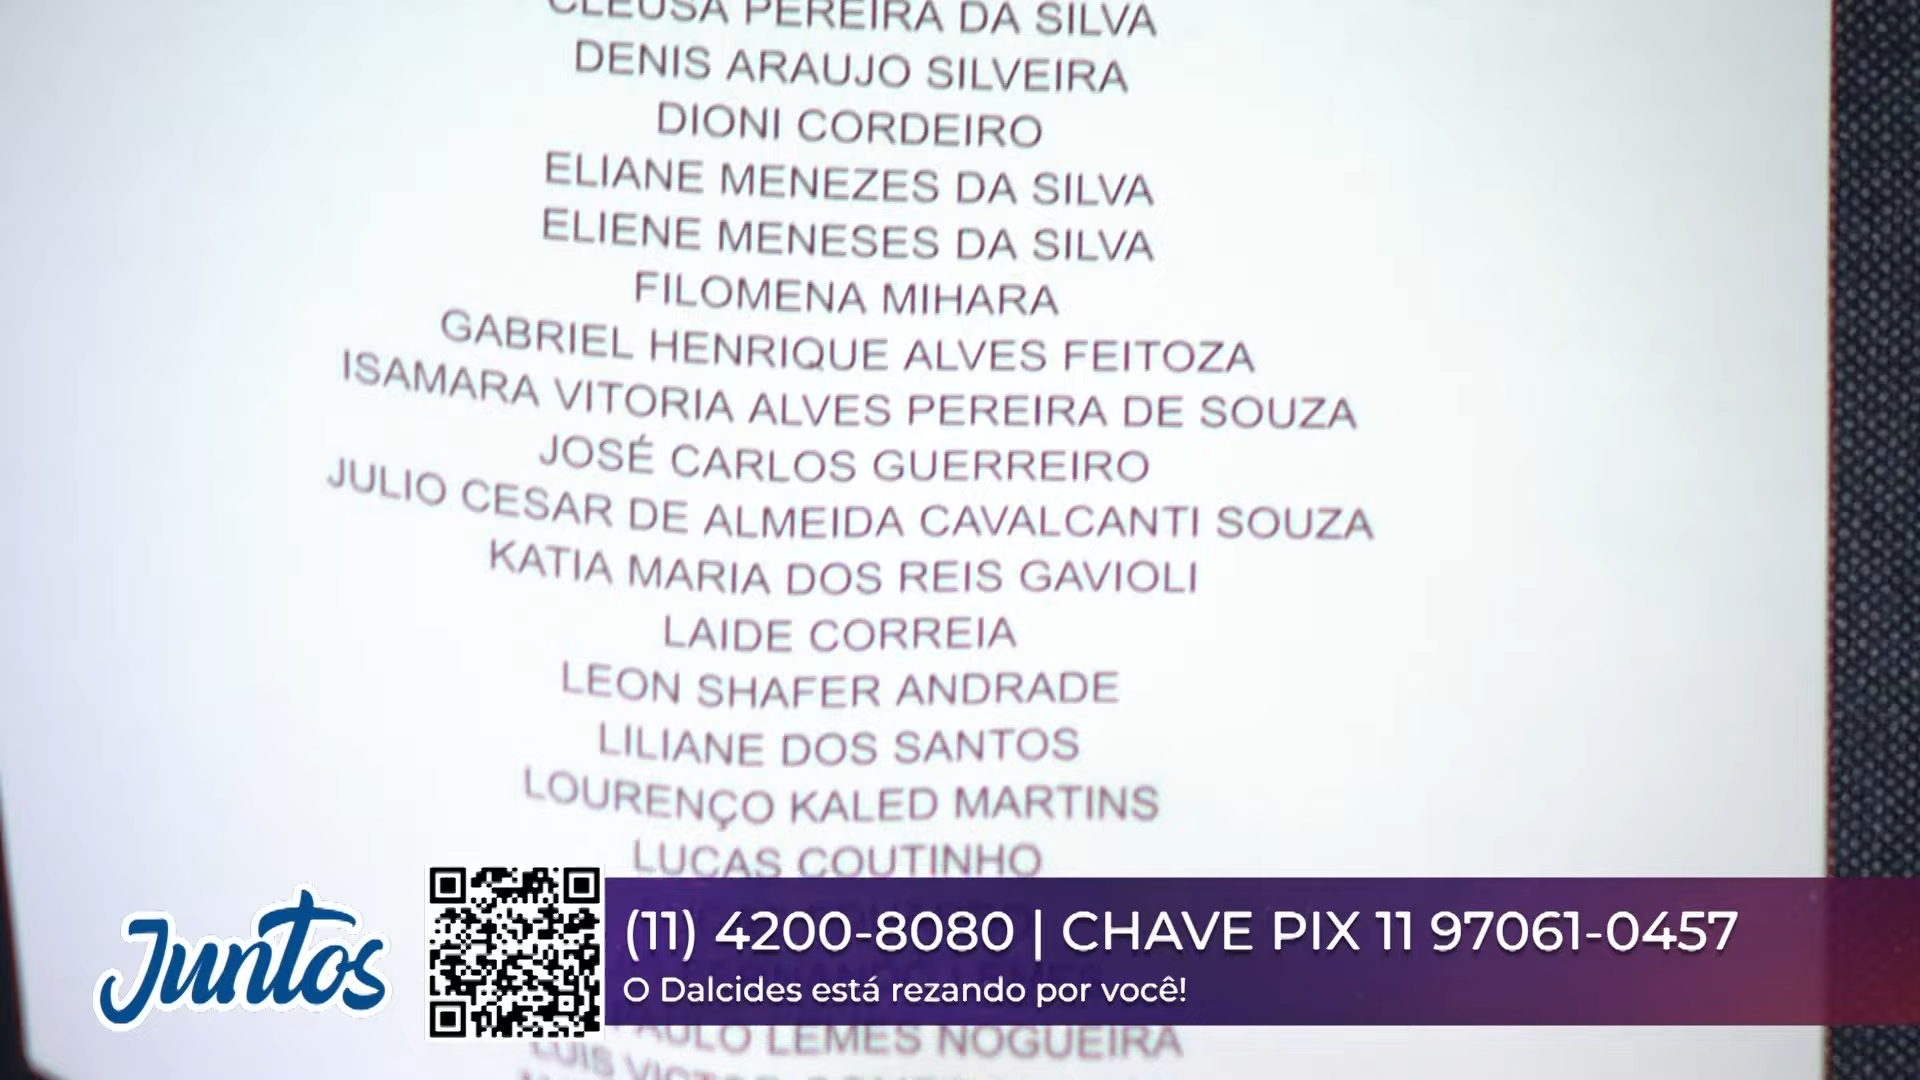 CLEUSA PEREIRA DA SILVA
DENIS ARAUJO SILVEIRA
DIONI CORDEIRO
ELIANE MENEZES DA SILVA
ELIENE MENESES DA SILVA
FILOMENA MIHARA
GABRIEL HENRIQUE ALVES FEITOZA
ISAMARA VITORIA ALVES PEREIRA DE SOUZA
JOSÉ CARLOS GUERREIRO
JULIO CESAR DE ALMEIDA CAVALCANTI SOUZA
KATIA MARIA DOS REIS GAVIOLI
LAIDE CORREIA
LEON SHAFER ANDRADE
LILIANE DOS SANTOS
LOURENÇO KALED MARTINS
LUCAS COUTINHO
Juntos
(11) 4200-8080 | CHAVE PIX 11 97061-0457
O Dalcides está rezando por você!
PAULO LEMES NOGUEIRA
LUIS